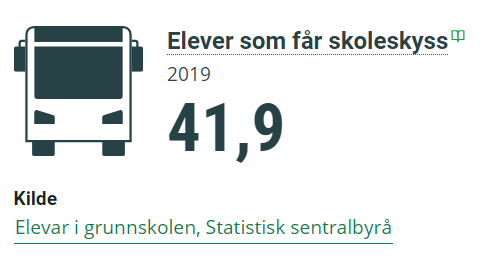 Elever som får skoleskyss
2019
41,9
Kilde
Elevar i grunnskolen, Statistisk sentralbyrå